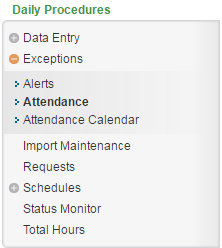 Daily Procedures
Data Entry
Exceptions
Alerts
Attendance
Attendance Calendar
Import Maintenance
Requests
Schedules
Status Monitor
Total Hours